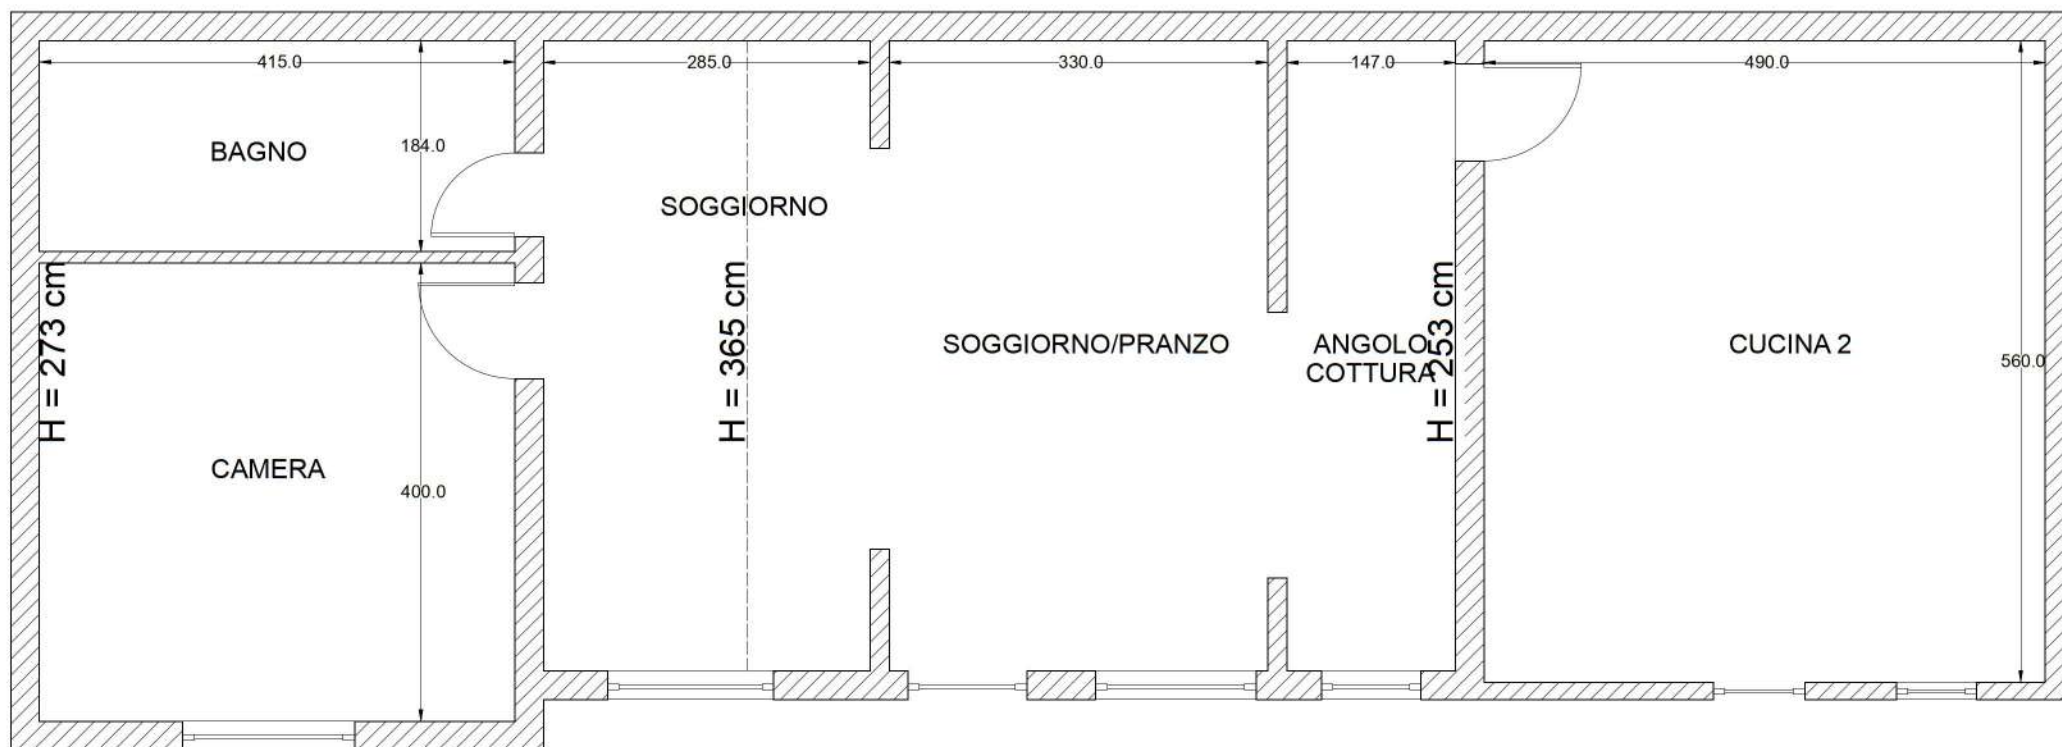 415.0
285.0
330.0
147.0
490.0
BAGNO
184.0
SOGGIORNO
H = 273 cm
H = 365 cm
SOGGIORNO/PRANZO
ANGOLO
COTTURA
H = 253 cm
CUCINA 2
560.0
CAMERA
400.0